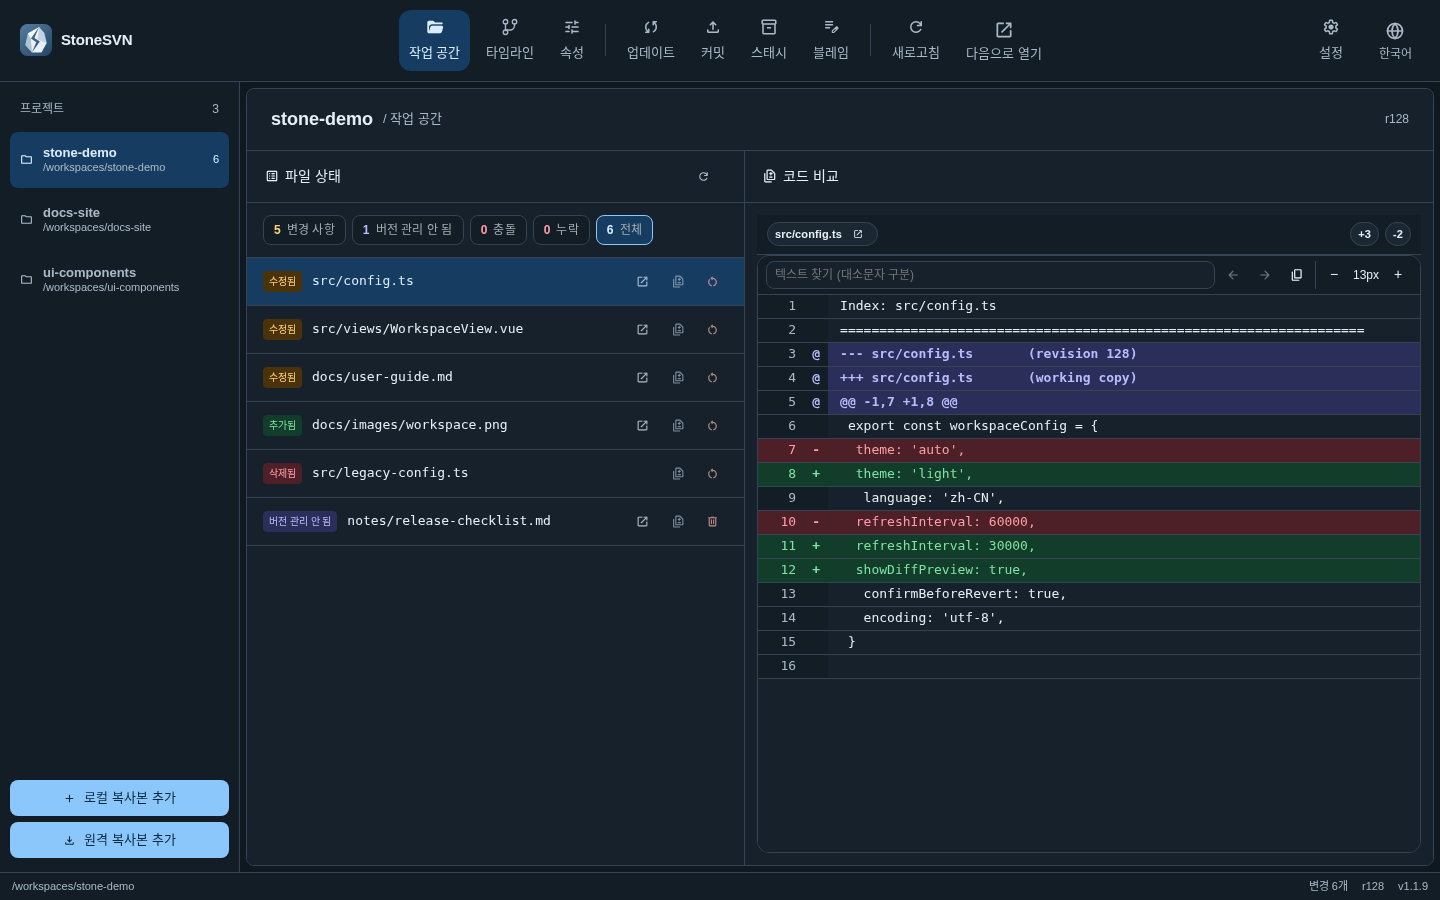 StoneSVN
작업 공간
타임라인
속성
업데이트
커밋
스태시
블레임
새로고침
다음으로 열기
설정
한국어
프로젝트 3
stone-demo
/workspaces/stone-demo
6
docs-site
/workspaces/docs-site
ui-components
/workspaces/ui-components
+ 로컬 복사본 추가
원격 복사본 추가
stone-demo / 작업 공간 r128
파일 상태
5 변경 사항
1 버전 관리 안 됨
0 충돌
0 누락
6 전체
수정됨 src/config.ts
수정됨 src/views/WorkspaceView.vue
수정됨 docs/user-guide.md
추가됨 docs/images/workspace.png
삭제됨 src/legacy-config.ts
버전 관리 안 됨 notes/release-checklist.md
코드 비교
src/config.ts +3 -2
텍스트 찾기 (대소문자 구분) − 13px +
1 Index: src/config.ts
2 ===================================================================
3 @ --- src/config.ts (revision 128)
4 @ +++ src/config.ts (working copy)
5 @ @@ -1,7 +1,8 @@
6 export const workspaceConfig = {
7 - theme: 'auto',
8 + theme: 'light',
9 language: 'zh-CN',
10 - refreshInterval: 60000,
11 + refreshInterval: 30000,
12 + showDiffPreview: true,
13 confirmBeforeRevert: true,
14 encoding: 'utf-8',
15 }
16
/workspaces/stone-demo 변경 6개 r128 v1.1.9